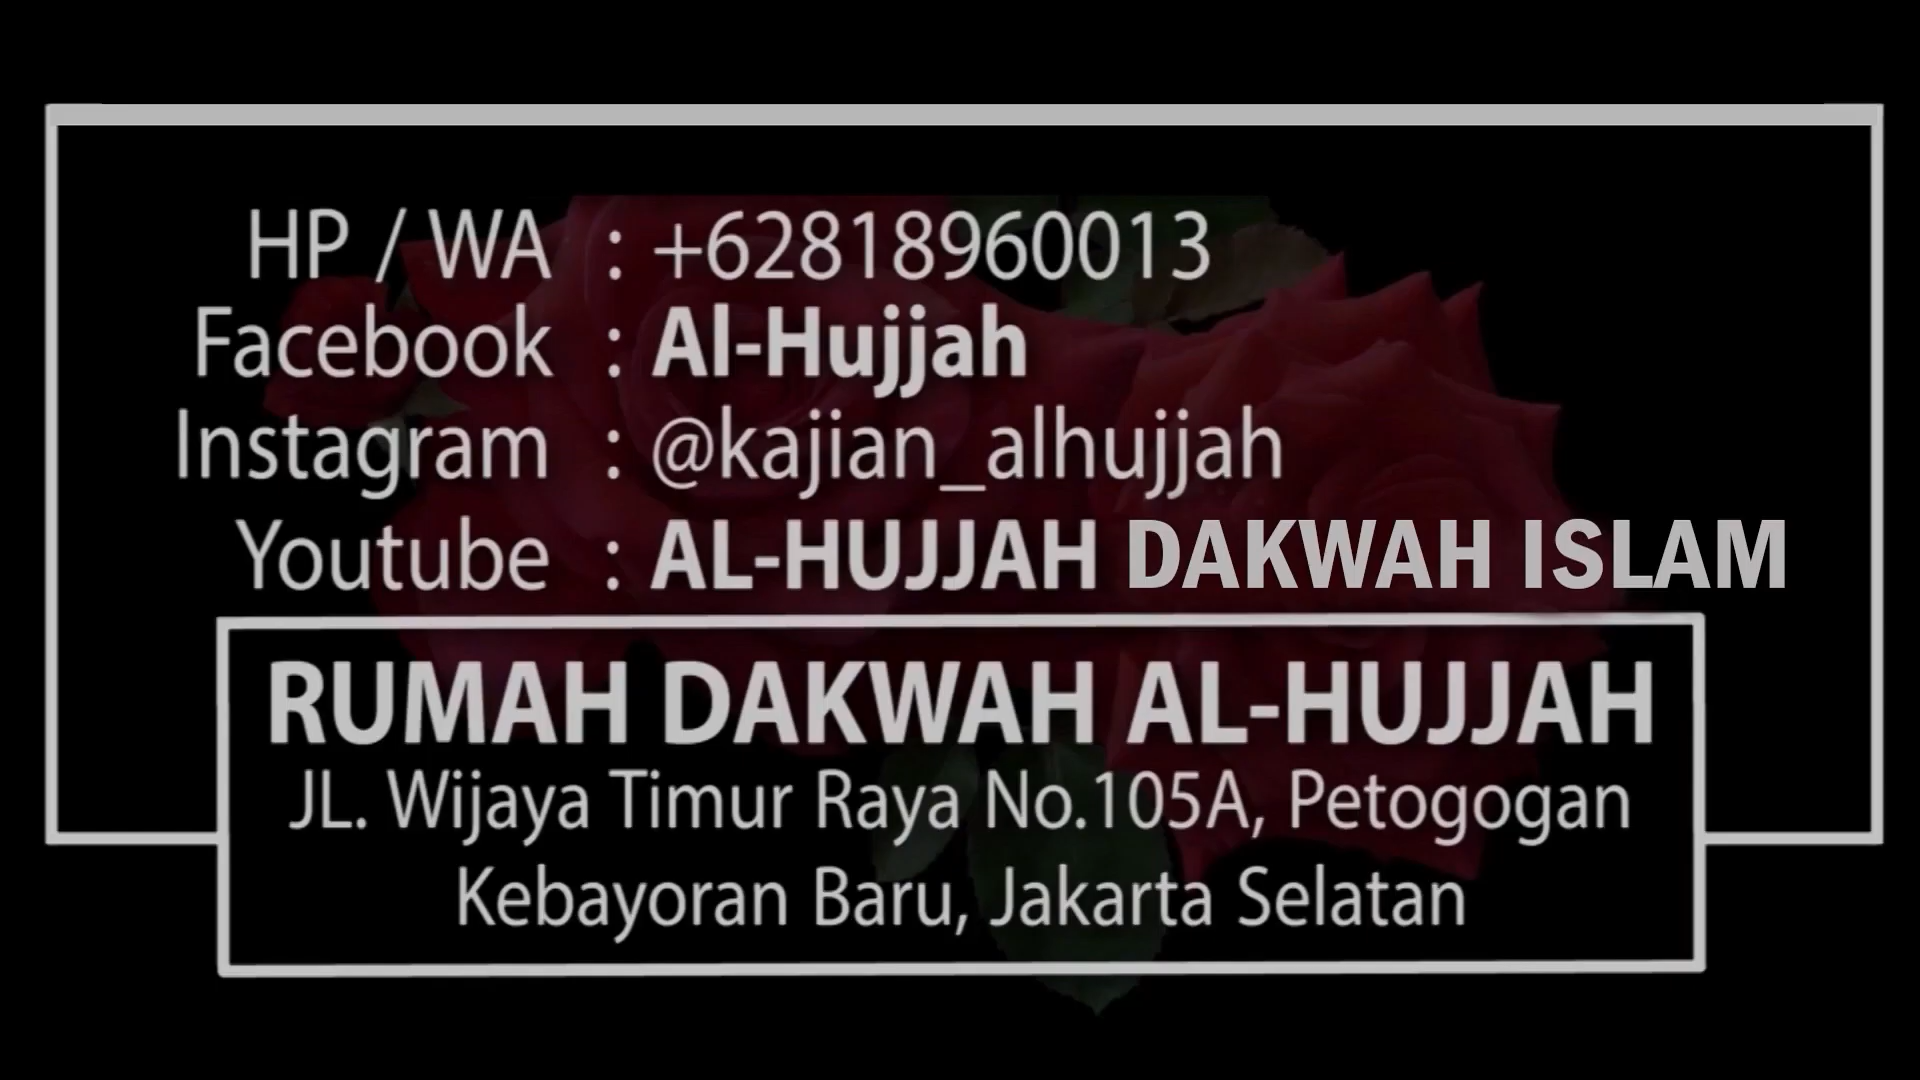 HP / WA : +62818960013
Facebook : Al-Hujjah
Instagram : @kajian_alhujjah
Youtube : AL-HUJJAH DAKWAH ISLAM
RUMAH DAKWAH AL-HUJJAH
JL. Wijaya Timur Raya No.105A, Petogogan
Kebayoran Baru, Jakarta Selatan